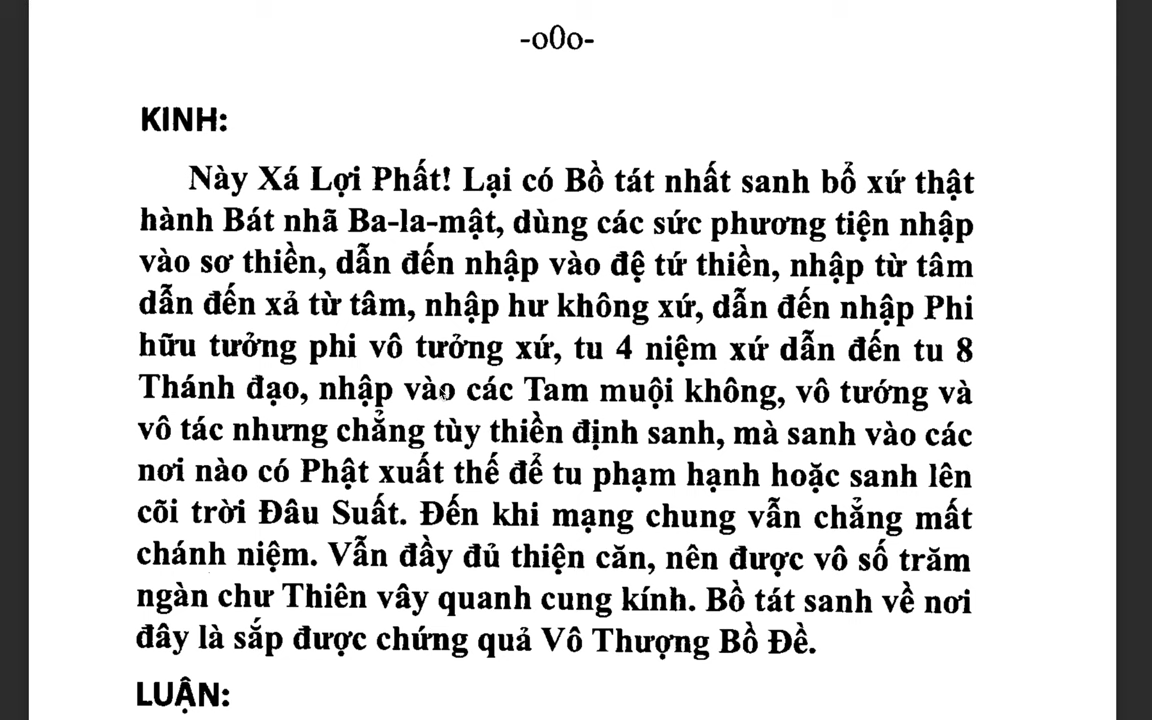 -o0o-
KINH:
Này Xá Lợi Phất! Lại có Bồ tát nhất sanh bổ xứ thật
hành Bát nhã Ba-la-mật, dùng các sức phương tiện nhập
vào sơ thiền, dẫn đến nhập vào đệ tứ thiền, nhập từ tâm
dẫn đến xả từ tâm, nhập hư không xứ, dẫn đến nhập Phi
hữu tưởng phi vô tưởng xứ, tu 4 niệm xứ dẫn đến tu 8
Thánh đạo, nhập vào các Tam muội không, vô tướng và
vô tác nhưng chẳng tùy thiền định sanh, mà sanh vào các
nơi nào có Phật xuất thế để tu phạm hạnh hoặc sanh lên
cõi trời Đâu Suất. Đến khi mạng chung vẫn chẳng mất
chánh niệm. Vẫn đầy đủ thiện căn, nên được vô số trăm
ngàn chư Thiên vây quanh cung kính. Bồ tát sanh về nơi
đây là sắp được chứng quả Vô Thượng Bồ Đề.
LUẬN: